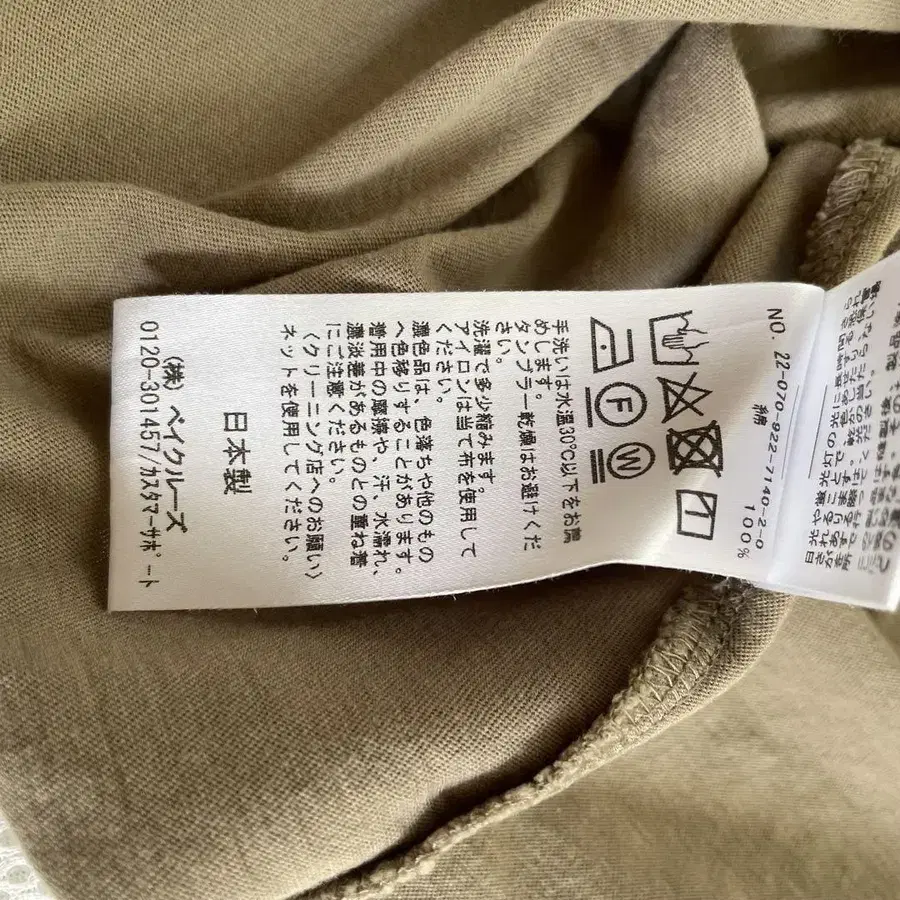 NO. 22-070-922-7140-2-0
綿 100%
手洗いは水温30℃以下をお薦
めします。
タンブラー乾燥はお避けくだ
さい。
洗濯で多少縮みます。
アイロンは当て布を使用して
ください。
濃色品は、色落ちや他のもの
へ色移りすることがあります。
着用中の摩擦や、汗、水濡れ、
濃淡差があるものとの重ね着
にご注意ください。
〈クリーニング店へのお願い〉
ネットを使用してください。
日本製
(株) ベイクルーズ
0120-301457/カスタマーサポート
F
W